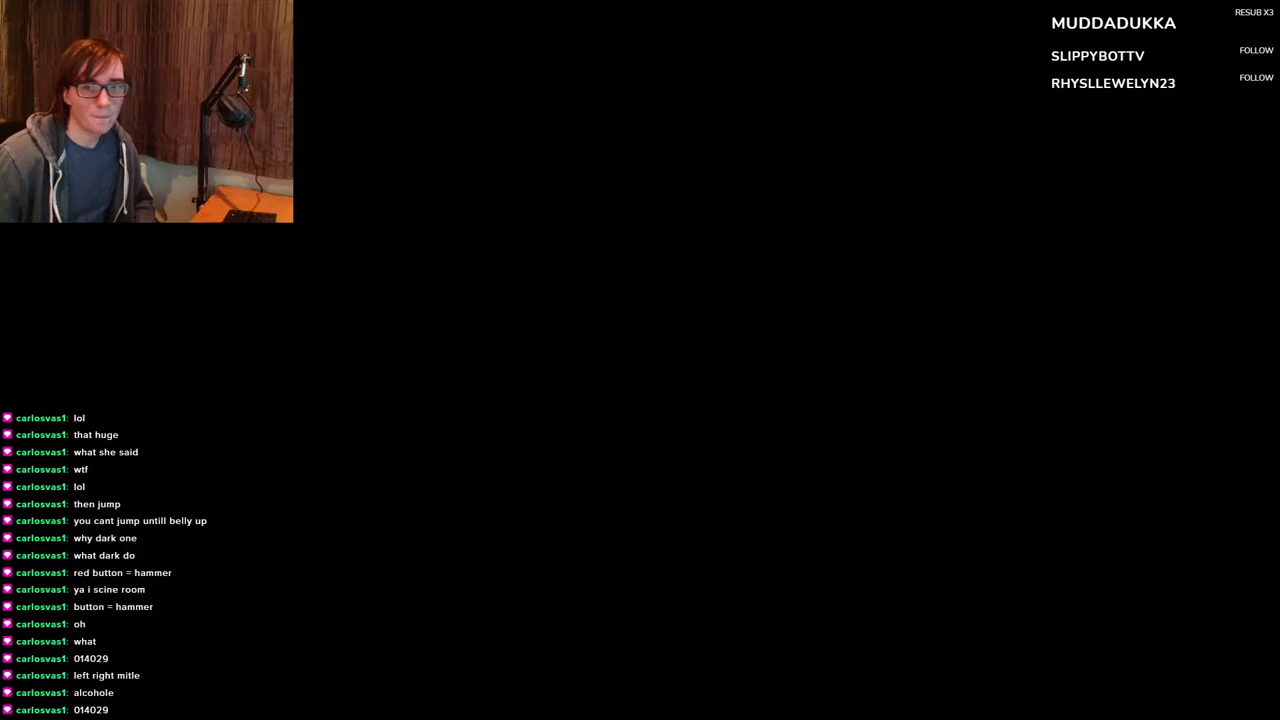 MUDDADUKKA RESUB X3
SLIPPYBOTTV FOLLOW
RHYSLLEWELYN23 FOLLOW
carlosvas1: lol
carlosvas1: that huge
carlosvas1: what she said
carlosvas1: wtf
carlosvas1: lol
carlosvas1: then jump
carlosvas1: you cant jump untill belly up
carlosvas1: why dark one
carlosvas1: what dark do
carlosvas1: red button = hammer
carlosvas1: ya i scine room
carlosvas1: button = hammer
carlosvas1: oh
carlosvas1: what
carlosvas1: 014029
carlosvas1: left right mitle
carlosvas1: alcohole
carlosvas1: 014029